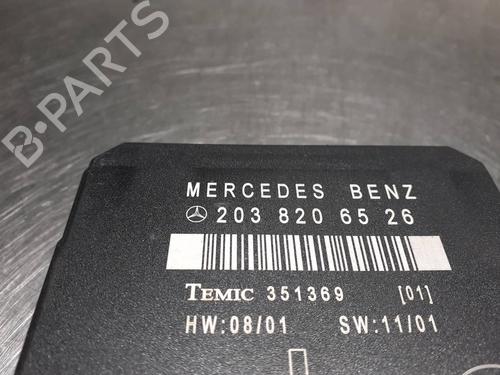 B-PARTS
MERCEDES BENZ
203 820 65 26
TEMIC 351369 [01]
HW:08/01 SW:11/01